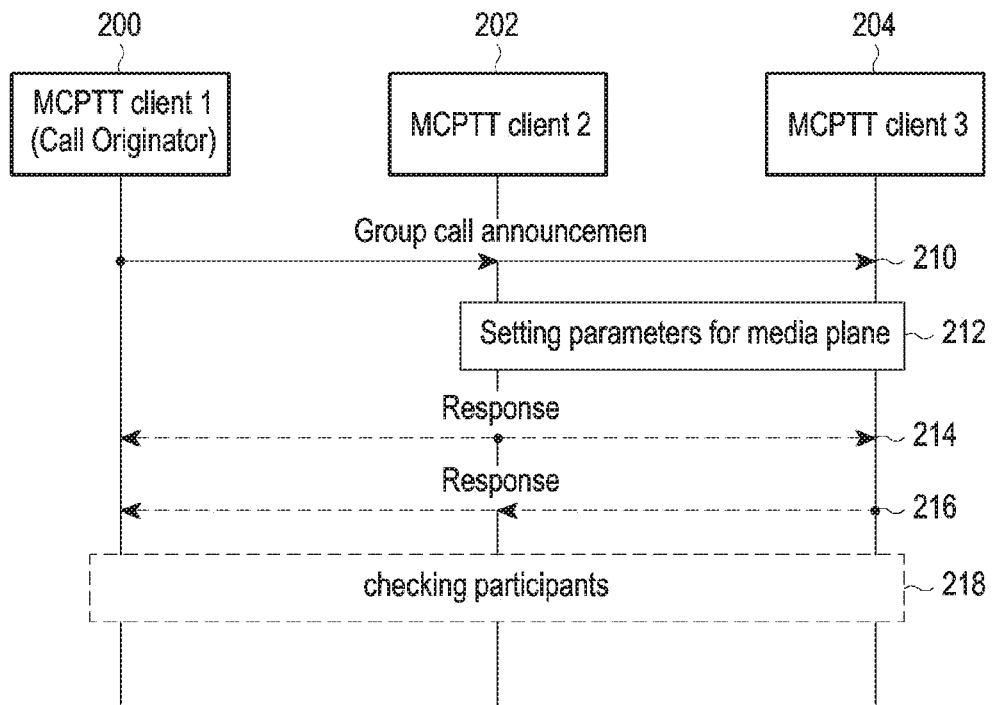 200
202
204
MCPTT client 1
(Call Originator)
MCPTT client 2
MCPTT client 3
Group call announcemen
210
Setting parameters for media plane
212
Response
214
Response
216
checking participants
218